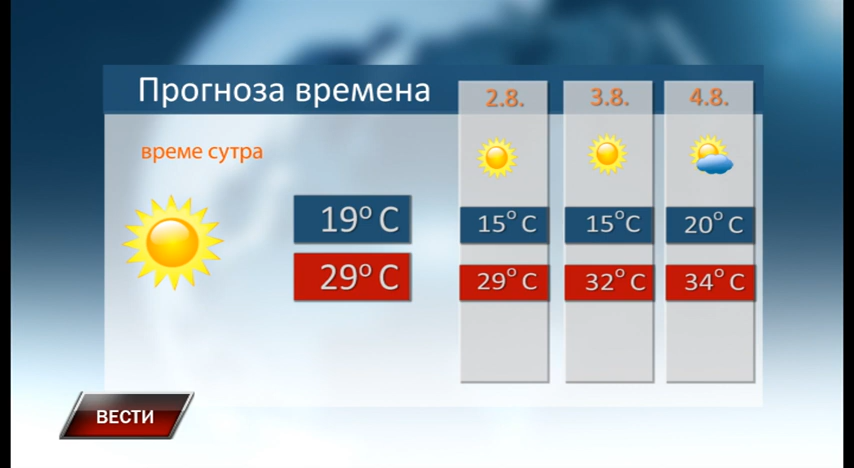 Прогноза времена
време сутра
19° C
29° C
2.8. 3.8. 4.8.
15° C 15°C 20° C
29° C 32° C 34° C
ВЕСТИ